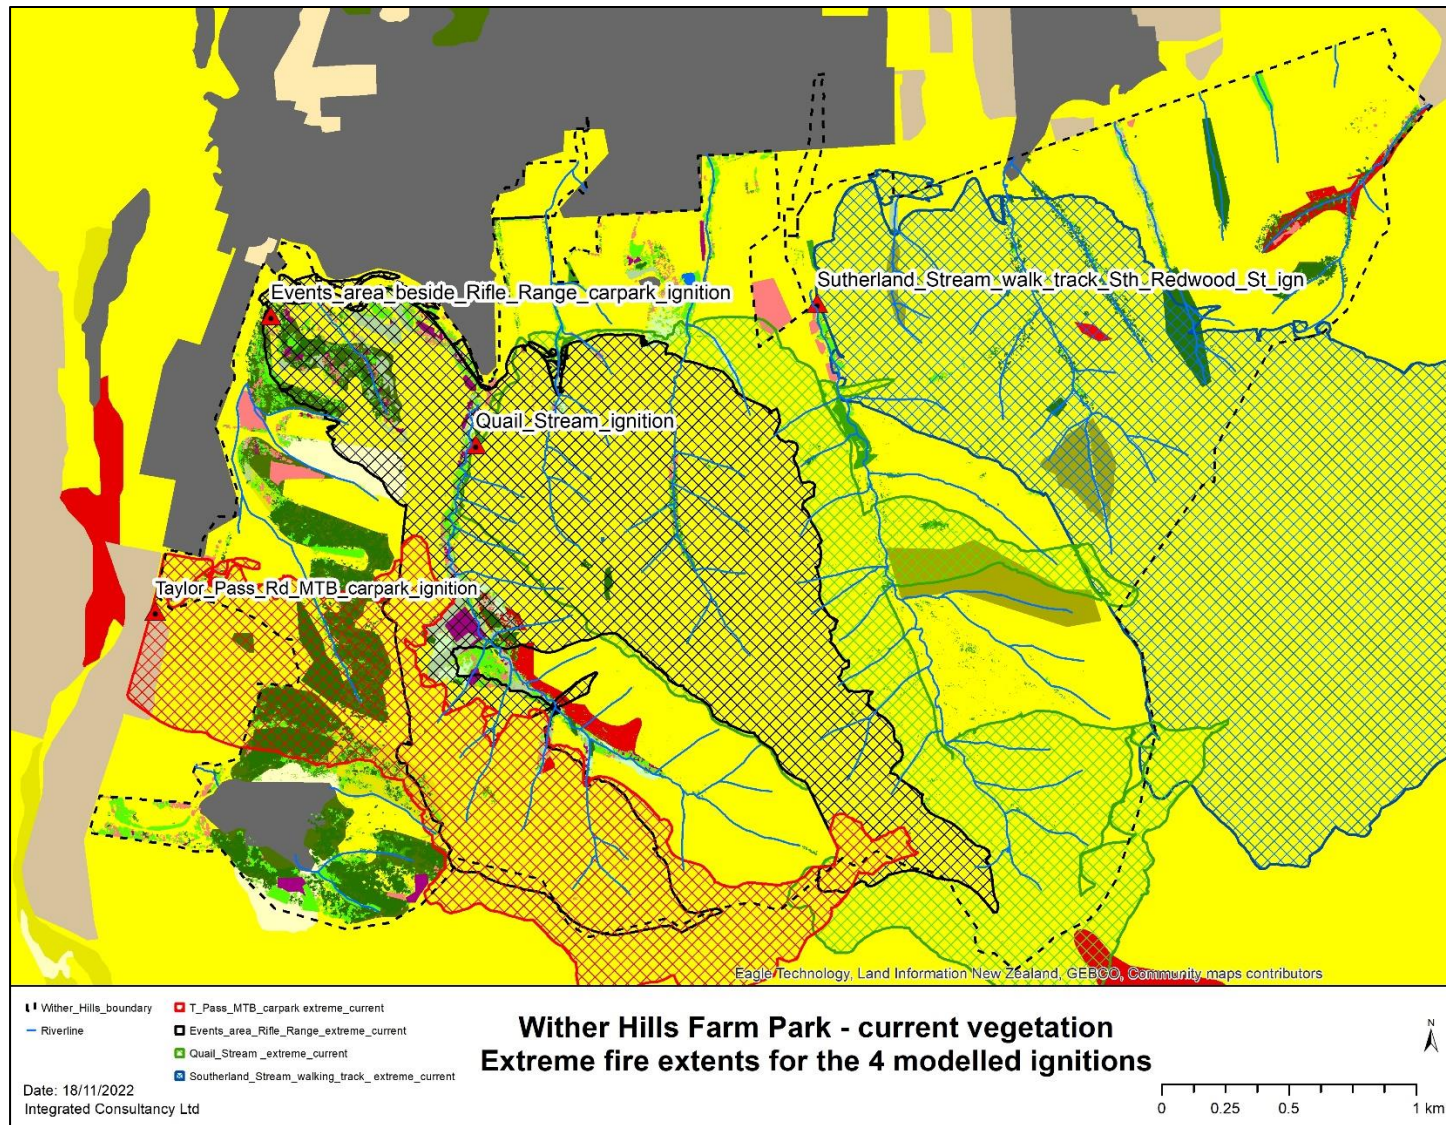 Events_area_beside_Rifle_Range_carpark_ignition
Sutherland_Stream_walk_track_Sth_Redwood_St_ign
Quail_Stream_ignition
Taylor_Pass_Rd_MTB_carpark_ignition
Eagle Technology, Land Information New Zealand, GEBCO, Community maps contributors
Wither_Hills_boundary
Riverline
T_Pass_MTB_carpark extreme_current
Events_area_Rifle_Range_extreme_current
Quail_Stream _extreme_current
Southerland_Stream_walking_track_ extreme_current
Wither Hills Farm Park - current vegetation
Extreme fire extents for the 4 modelled ignitions
N
Date: 18/11/2022
Integrated Consultancy Ltd
0 0.25 0.5 1 km